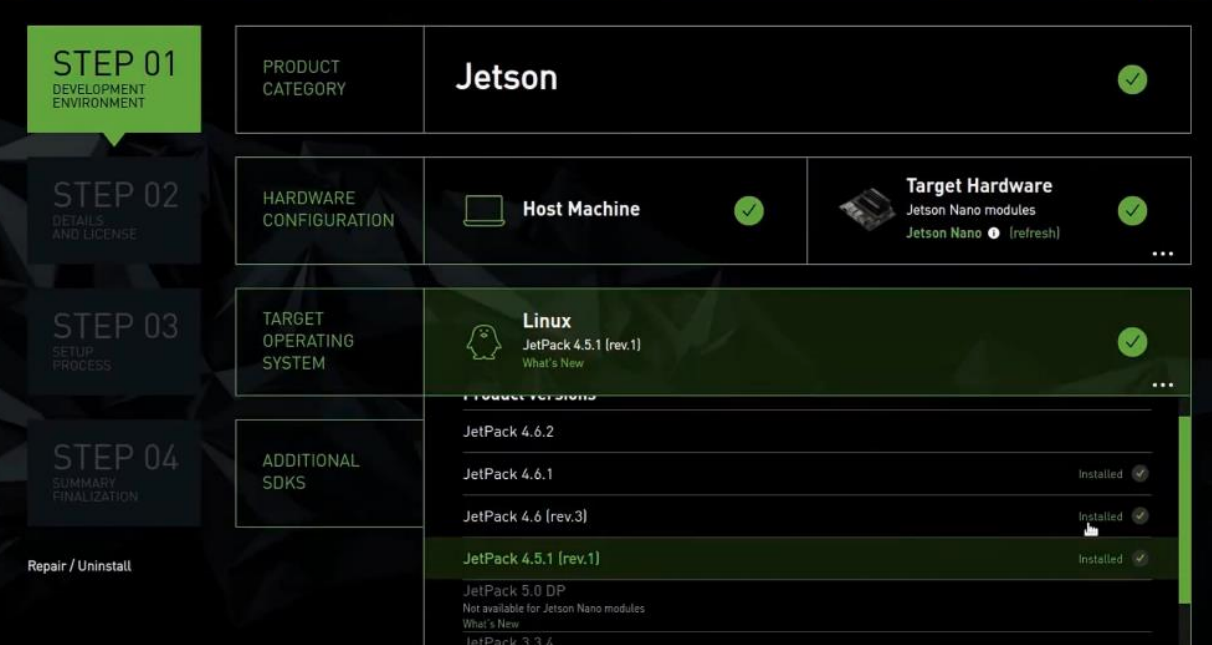 STEP 01
DEVELOPMENT
ENVIRONMENT
PRODUCT
CATEGORY
Jetson
STEP 02
DETAILS
AND LICENSE
HARDWARE
CONFIGURATION
Host Machine
Target Hardware
Jetson Nano modules
Jetson Nano i (refresh)
...
STEP 03
SETUP
PROCESS
TARGET
OPERATING
SYSTEM
Linux
JetPack 4.5.1 (rev.1)
What's New
...
Product Versions
JetPack 4.6.2
STEP 04
SUMMARY
FINALIZATION
ADDITIONAL
SDKS
JetPack 4.6.1 Installed
JetPack 4.6 (rev.3) Installed
JetPack 4.5.1 (rev.1) Installed
Repair / Uninstall
JetPack 5.0 DP
Not available for Jetson Nano modules
What's New
JetPack 3.3.4